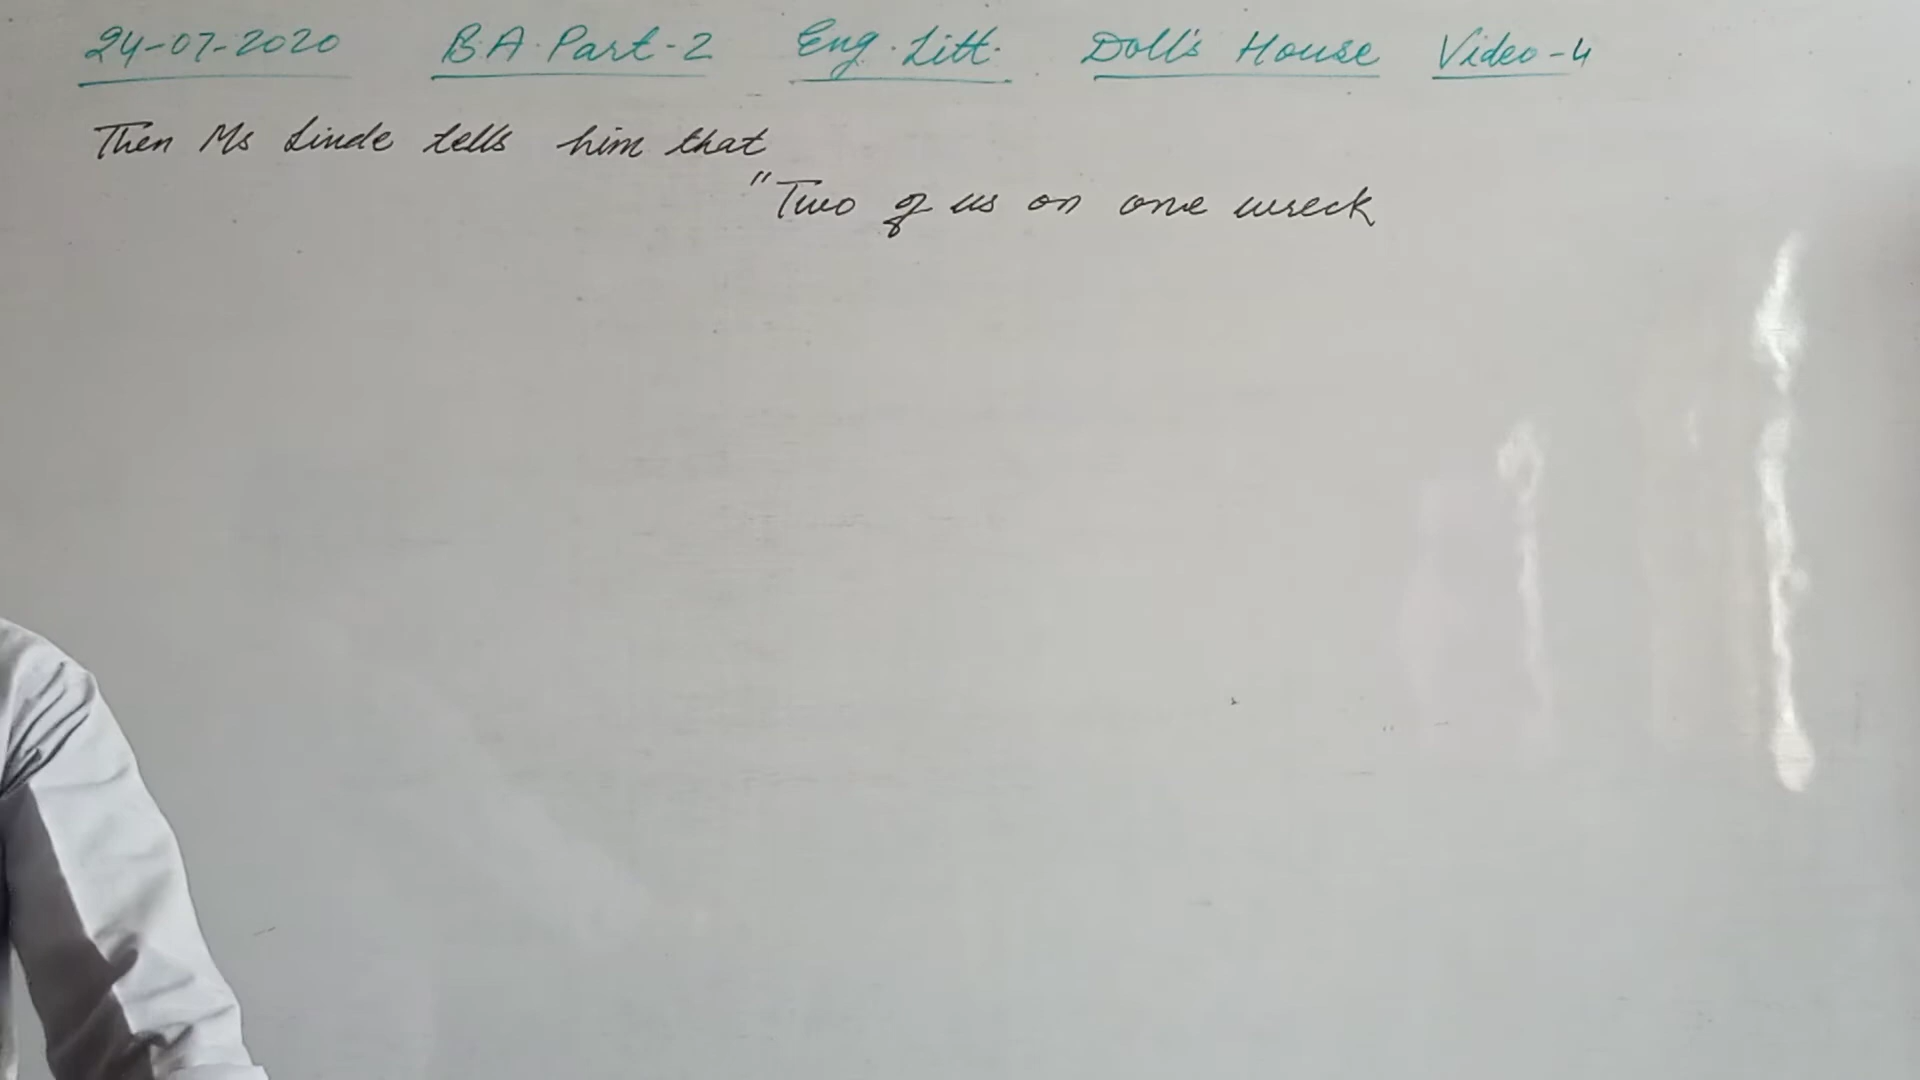 24-07-2020 B.A. Part-2 Eng. Litt. Doll's House Video-4
Then Ms Linde tells him that
"Two of us on one wreck